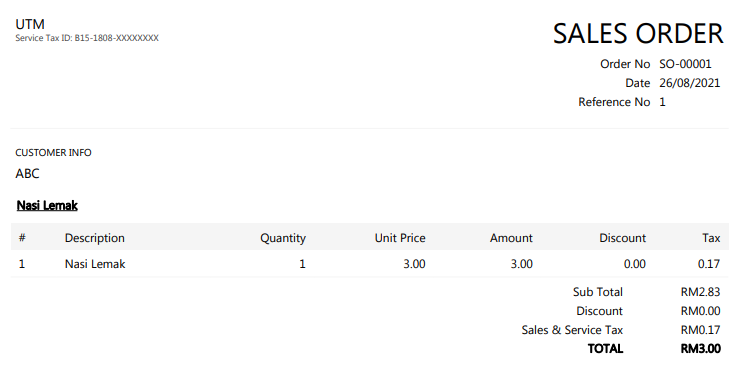 UTM
Service Tax ID: B15-1808-XXXXXXXX
SALES ORDER
Order No SO-00001
Date 26/08/2021
Reference No 1
CUSTOMER INFO
ABC
Nasi Lemak
# Description Quantity Unit Price Amount Discount Tax
1 Nasi Lemak 1 3.00 3.00 0.00 0.17
Sub Total RM2.83
Discount RM0.00
Sales & Service Tax RM0.17
TOTAL RM3.00